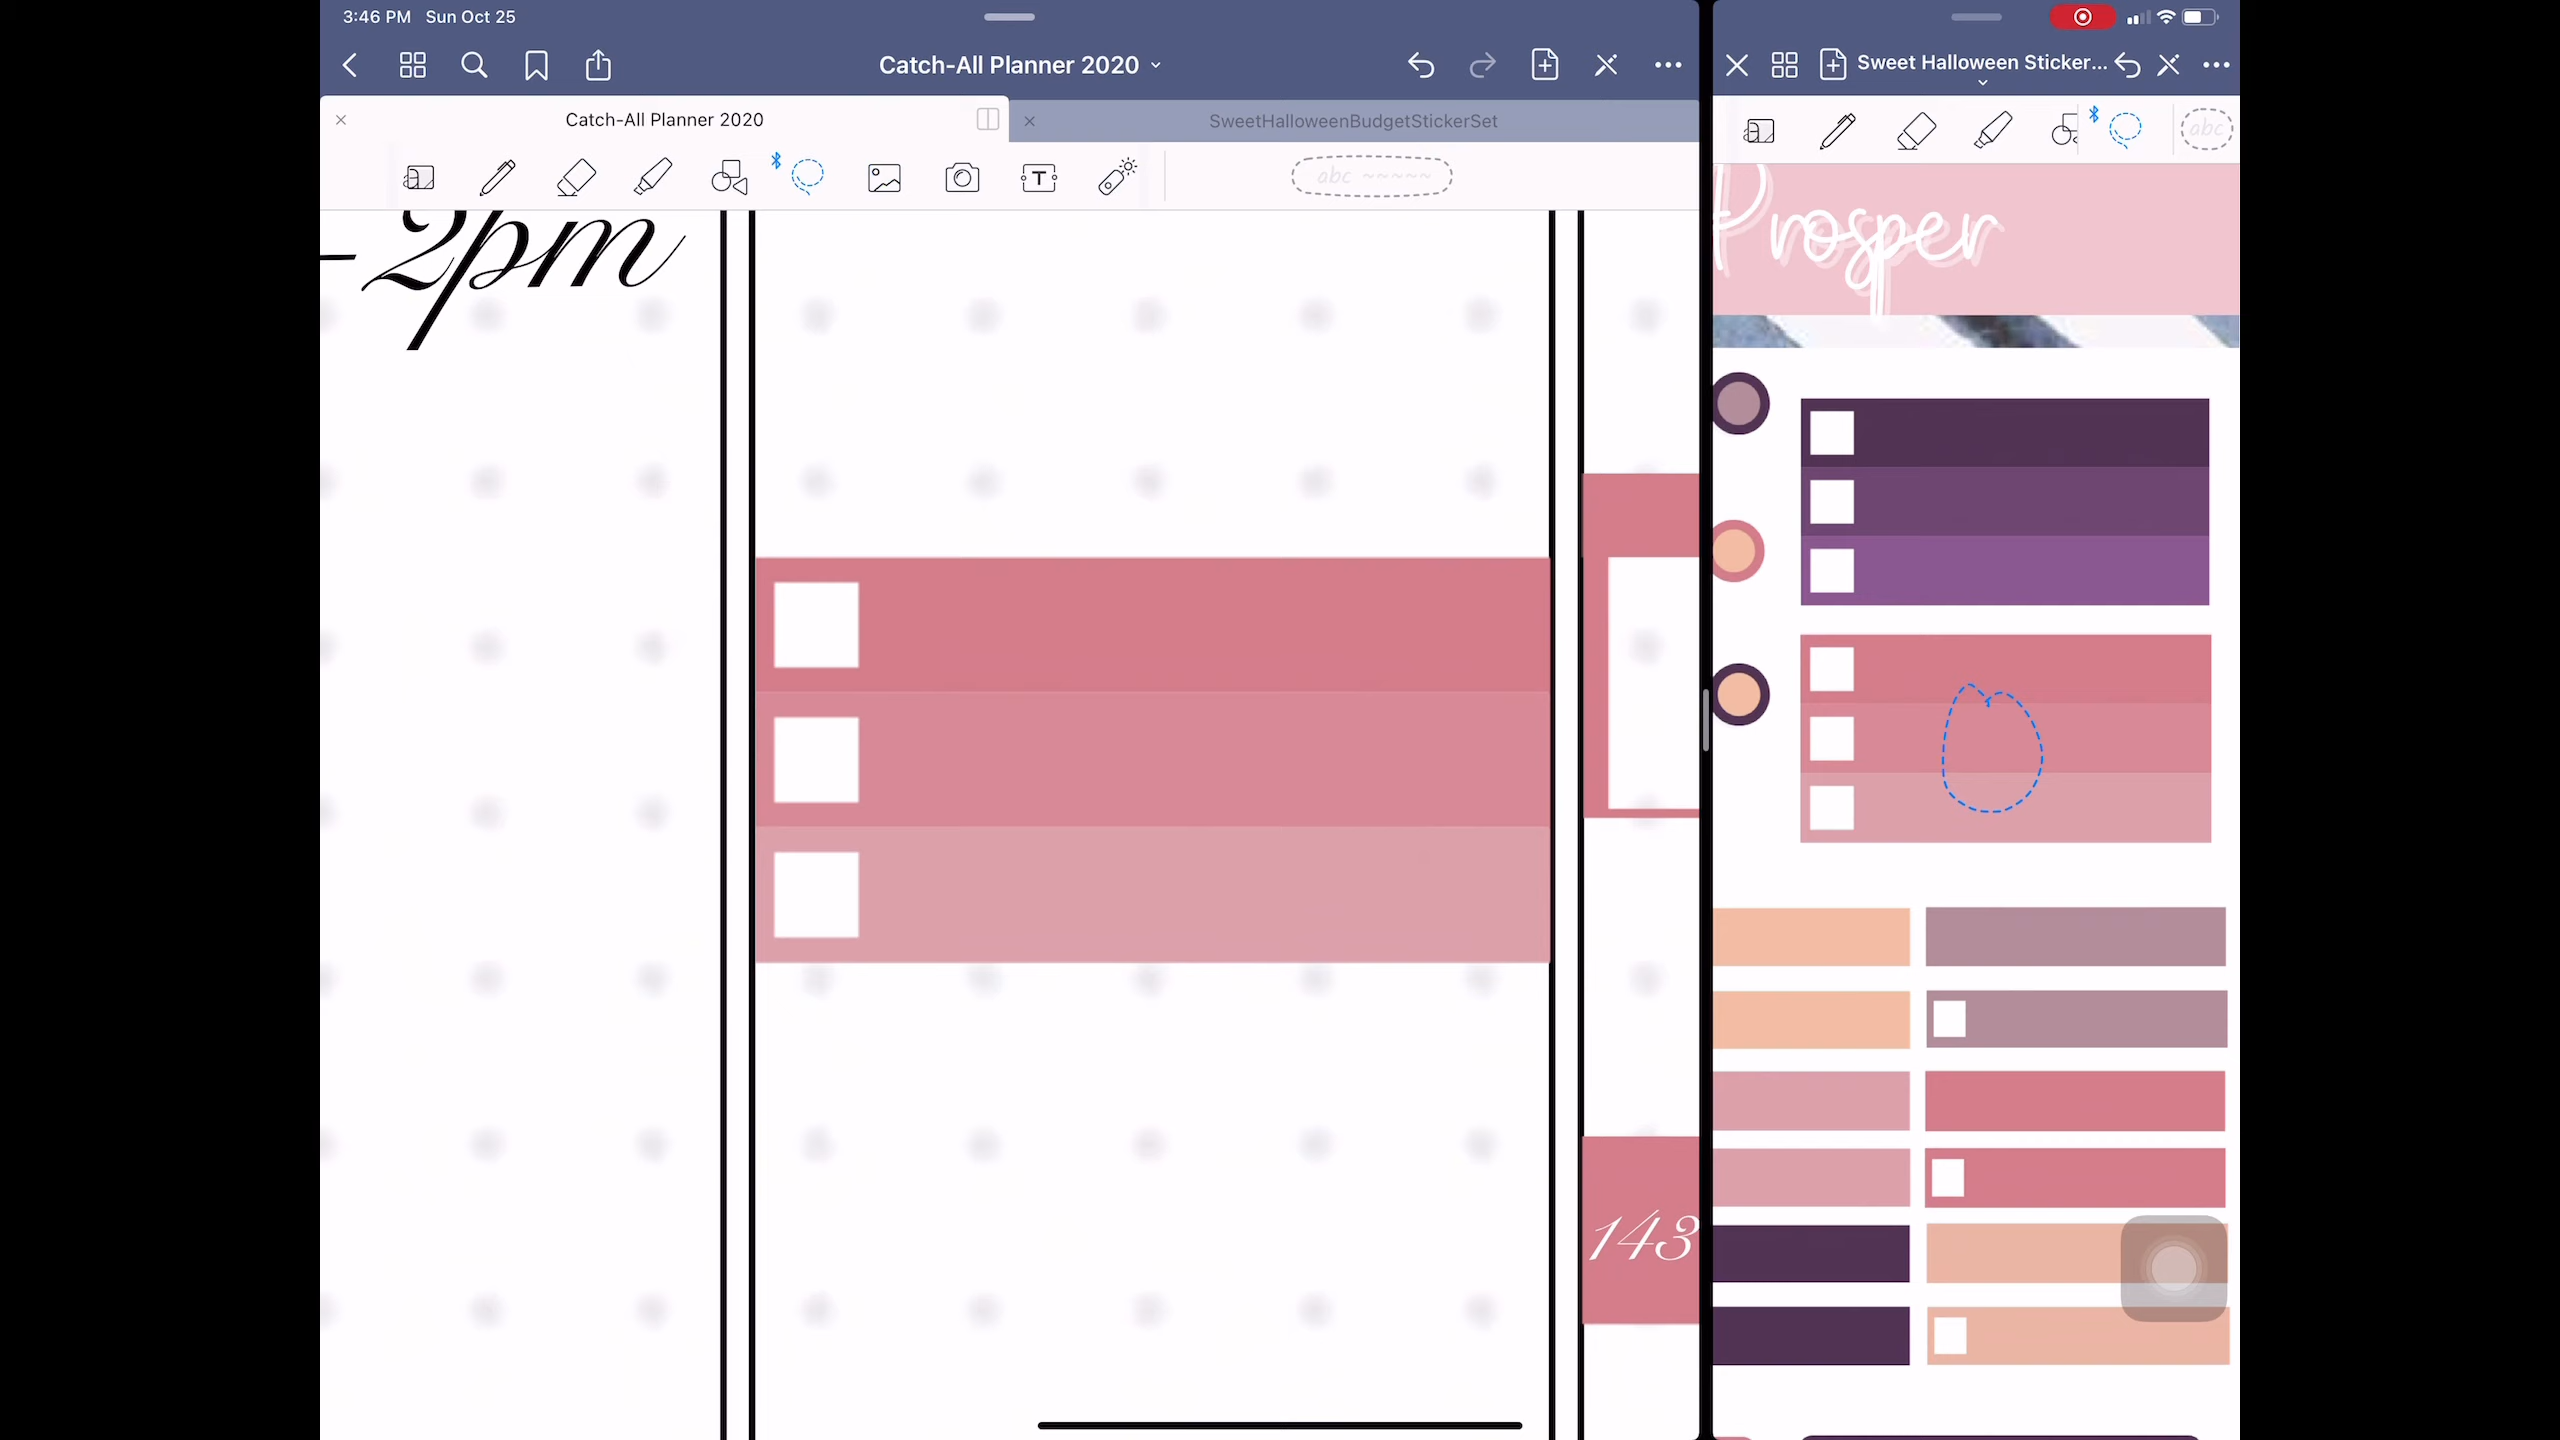 3:46 PM Sun Oct 25
Catch-All Planner 2020
Sweet Halloween Sticker...
Catch-All Planner 2020
SweetHalloweenBudgetStickerSet
abc
abc
T
-2pm
Prosper
143